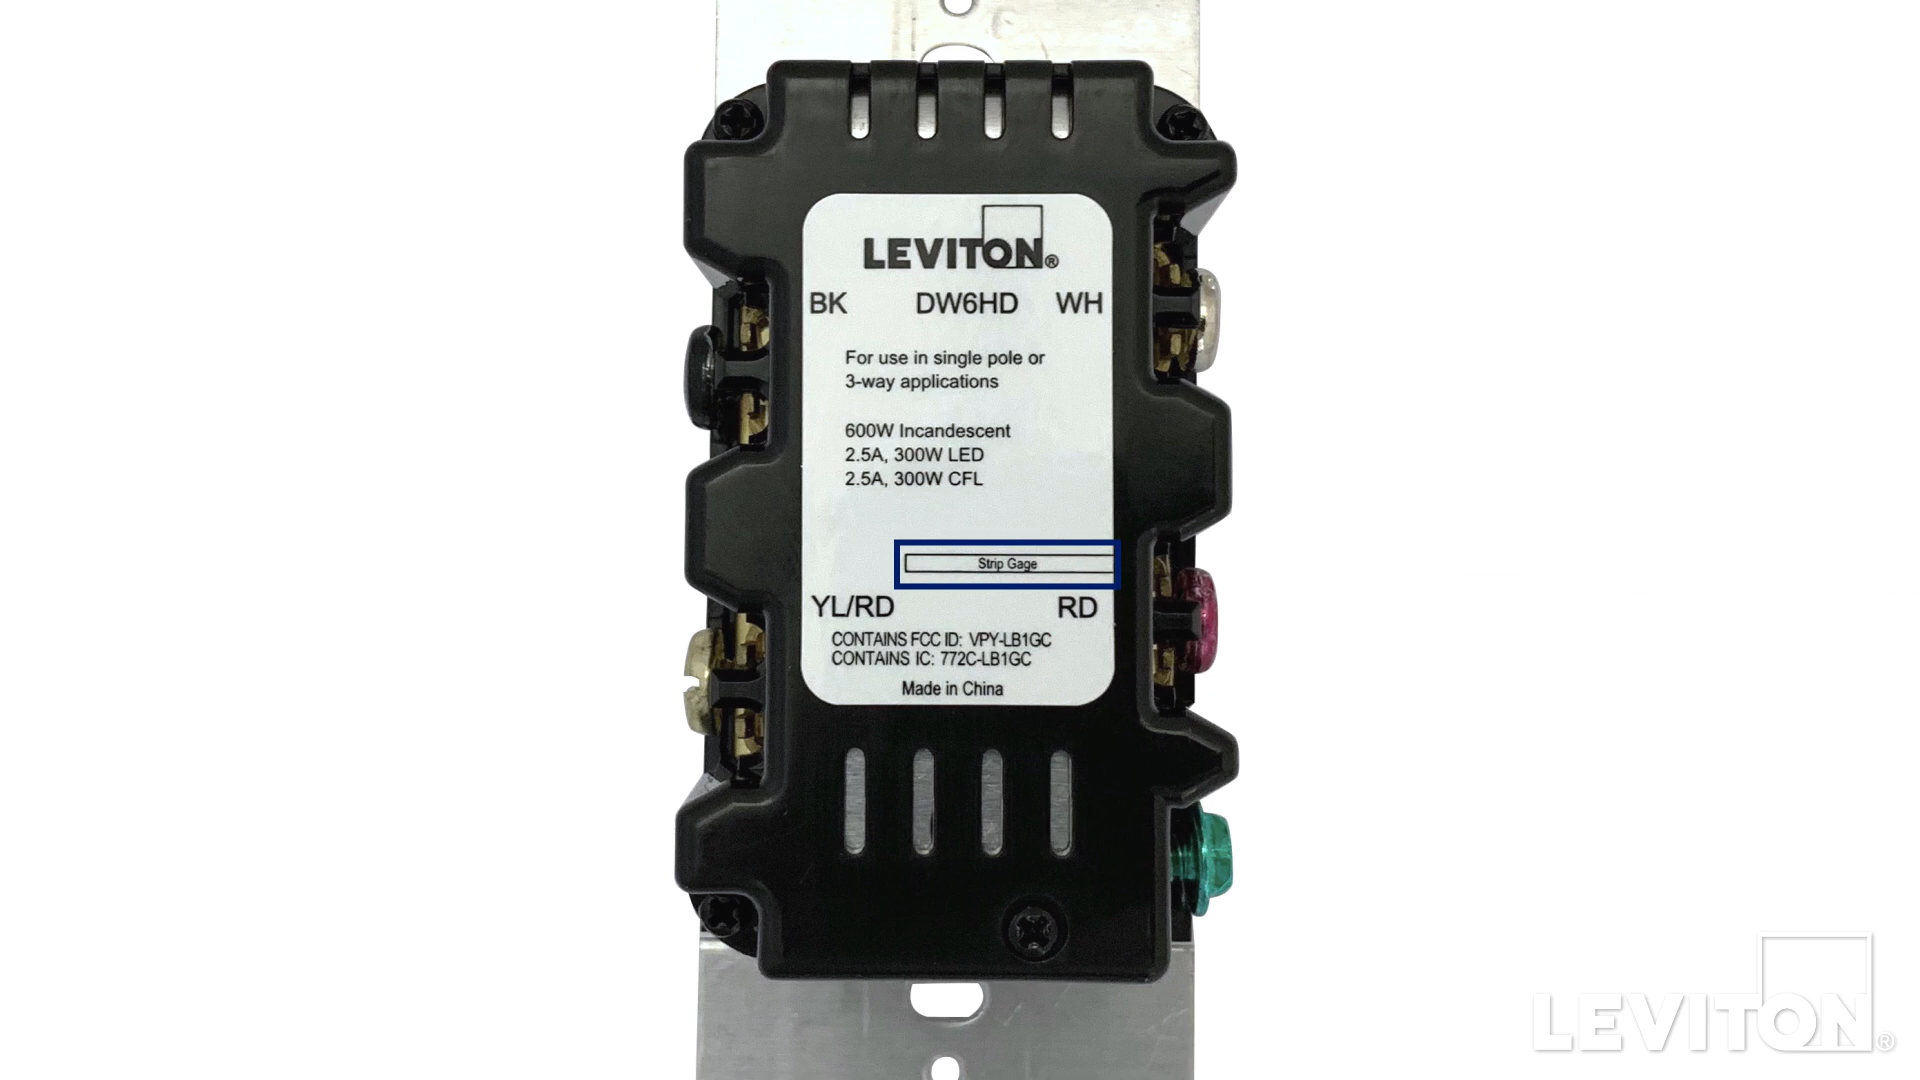 LEVITON®
BK DW6HD WH
For use in single pole or
3-way applications
600W Incandescent
2.5A, 300W LED
2.5A, 300W CFL
Strip Gage
YL/RD RD
CONTAINS FCC ID: VPY-LB1GC
CONTAINS IC: 772C-LB1GC
Made in China
LEVITON®